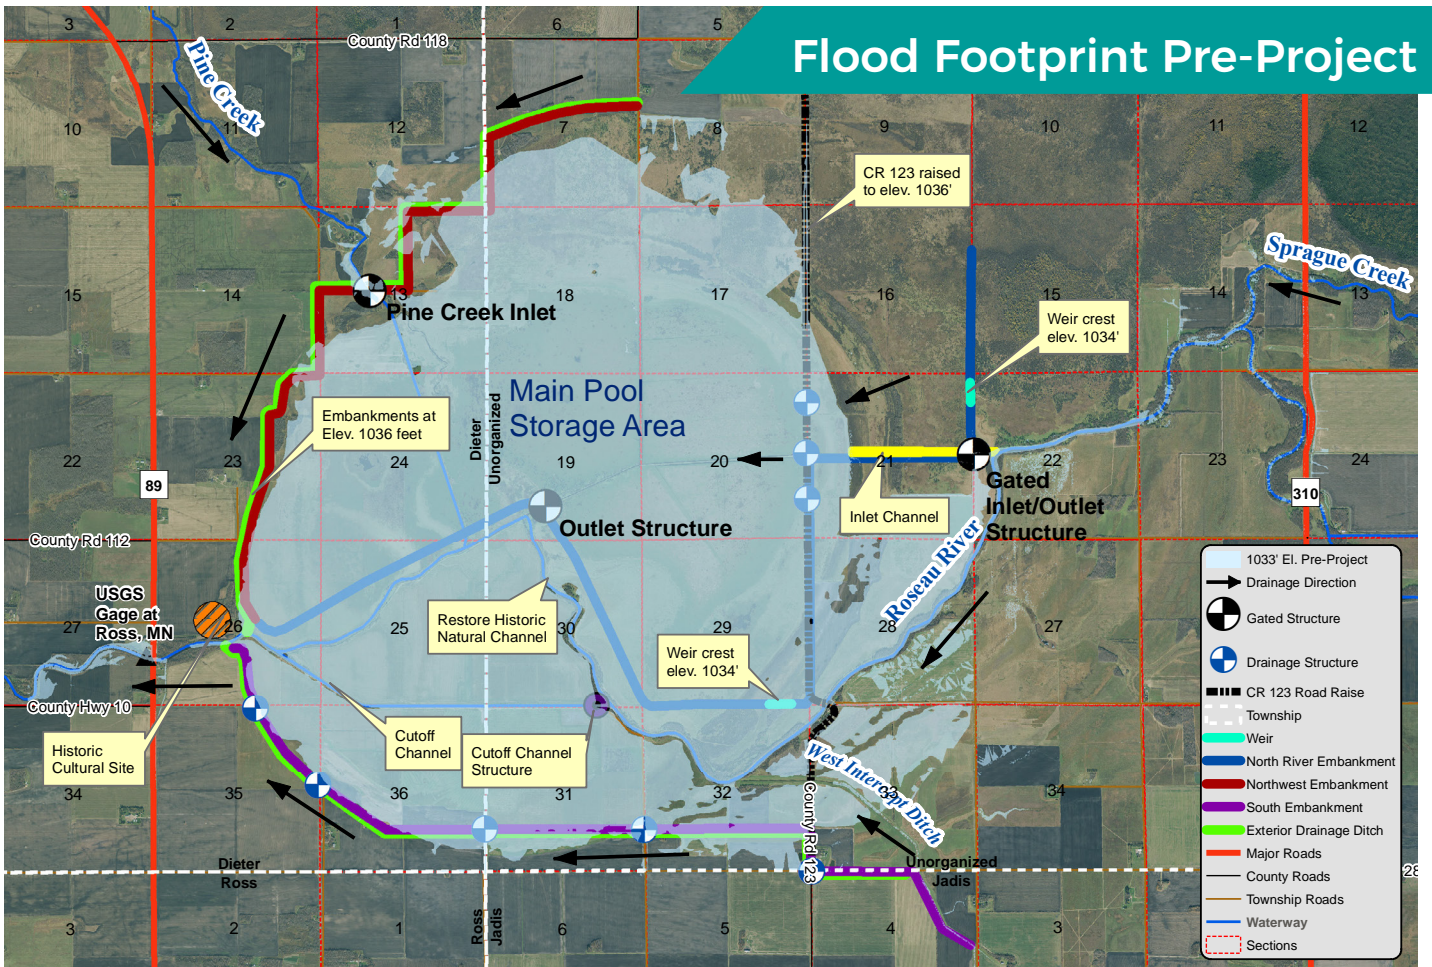 Flood Footprint Pre-Project
3
2
1
6
5
County Rd 118
Pine Creek
10
11
12
7
8
9
10
11
12
CR 123 raised
to elev. 1036'
Sprague Creek
15
14
13
18
17
16
15
14
13
Pine Creek Inlet
Weir crest
elev. 1034'
Main Pool
Storage Area
Embankments at
Elev. 1036 feet
Dieter
Unorganized
22
23
24
19
20
21
22
23
24
89
310
Gated
Inlet/Outlet
Structure
Inlet Channel
Outlet Structure
County Rd 112
Roseau River
USGS
Gage at
Ross, MN
Restore Historic
Natural Channel
27
26
25
30
29
28
27
Weir crest
elev. 1034'
County Hwy 10
Historic
Cultural Site
Cutoff
Channel
Cutoff Channel
Structure
West Intercept Ditch
34
35
36
31
32
33
34
County Rd 123
Dieter
Ross
Unorganized
Jadis
28
Ross
Jadis
3
2
1
6
5
4
3
1033' El. Pre-Project
Drainage Direction
Gated Structure
Drainage Structure
CR 123 Road Raise
Township
Weir
North River Embankment
Northwest Embankment
South Embankment
Exterior Drainage Ditch
Major Roads
County Roads
Township Roads
Waterway
Sections